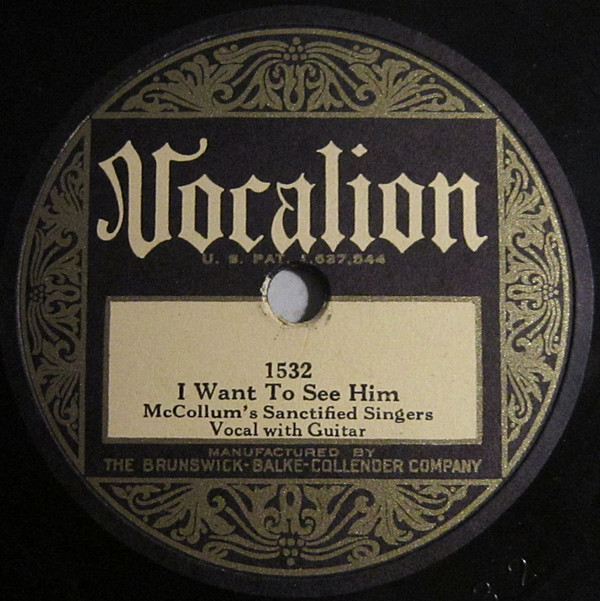 Vocalion
U. S. PAT. 1,637,544
1532
I Want To See Him
McCollum's Sanctified Singers
Vocal with Guitar
MANUFACTURED BY
THE BRUNSWICK-BALKE-COLLENDER COMPANY